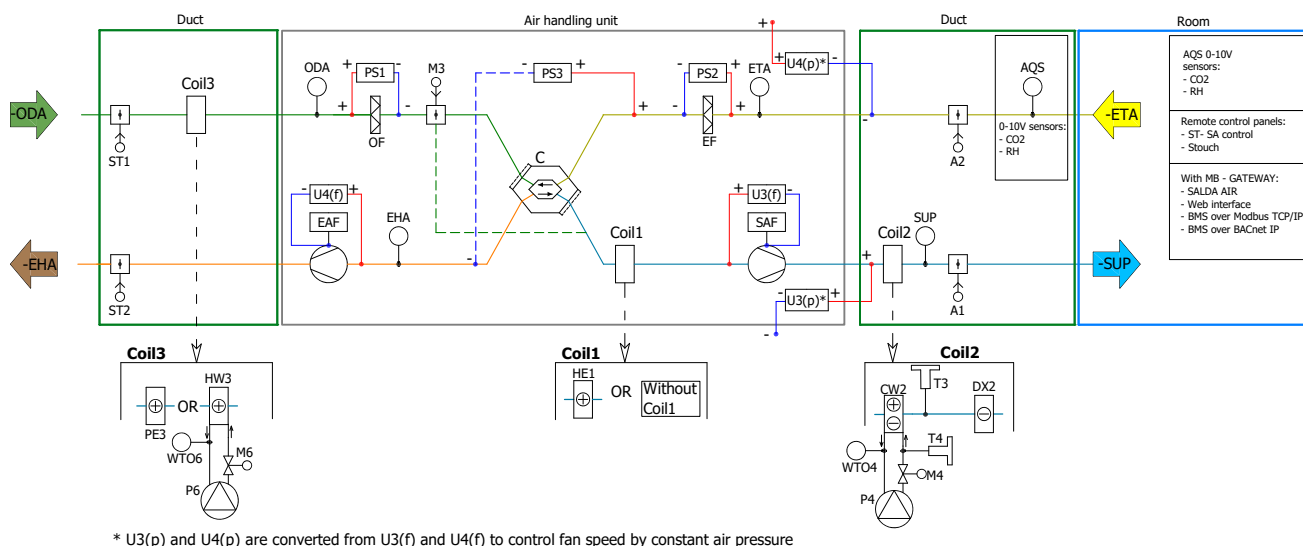 Duct
Air handling unit
Duct
Room
Coil3
ODA
+ PS1 -
M3
- PS3 +
- PS2 +
ETA
+
U4(p)*
-
AQS
AQS 0-10V
sensors:
- CO2
- RH
-ODA
+
-
-
+
-
-ETA
ST1
OF
EF
A2
0-10V sensors:
- CO2
- RH
Remote control panels:
- ST- SA control
- Stouch
C
With MB - GATEWAY:
- SALDA AIR
- Web interface
- BMS over Modbus TCP/IP
- BMS over BACnet IP
- U4(f) +
EAF
EHA
+ U3(f) -
SAF
Coil1
Coil2
SUP
-EHA
-
+
-SUP
ST2
- U3(p)* +
-
A1
Coil3
Coil1
Coil2
HW3
OR
PE3
WTO6
M6
P6
HE1
OR
Without
Coil1
CW2
T3
DX2
T4
WTO4
M4
P4
* U3(p) and U4(p) are converted from U3(f) and U4(f) to control fan speed by constant air pressure